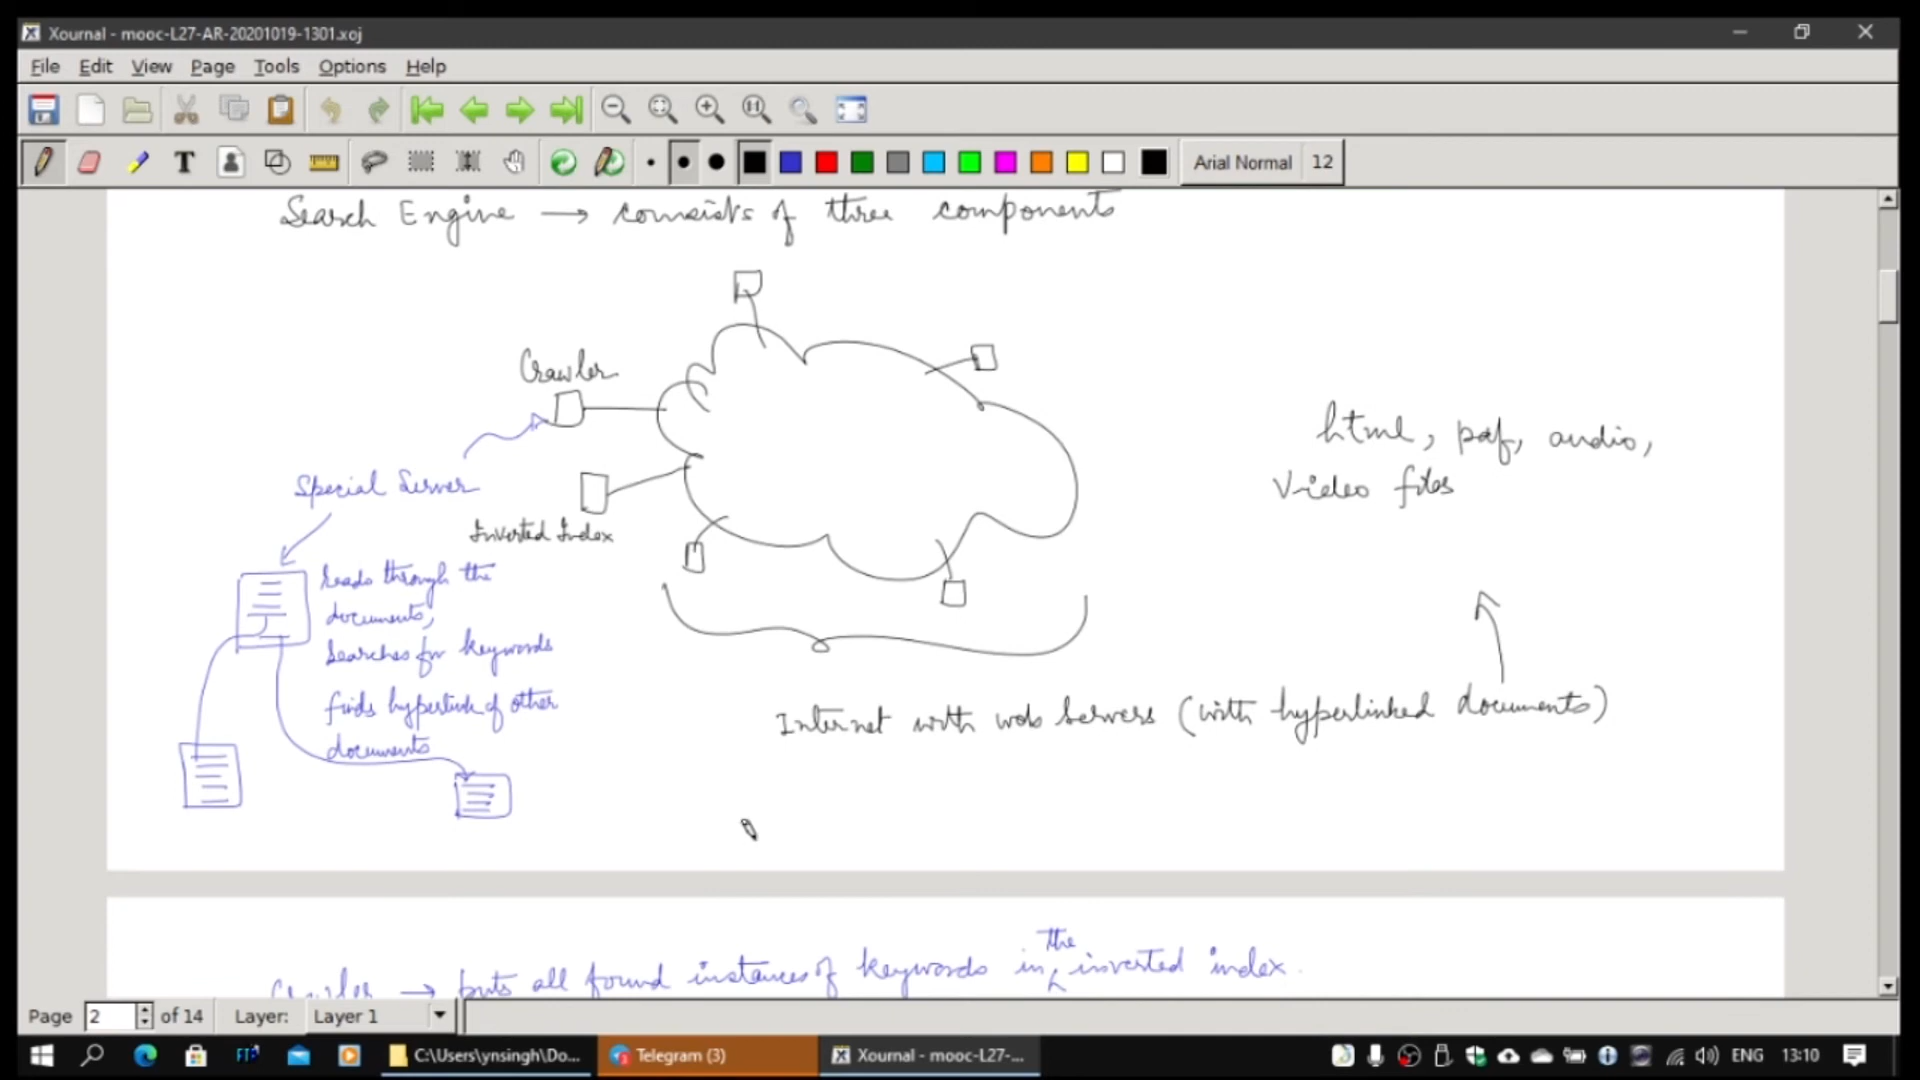 Xournal - mooc-L27-AR-20201019-1301.xoj
File Edit View Page Tools Options Help
T Arial Normal 12
Search Engine → consists of three components
Crawler
html, pdf, audio,
Video files
Special Server
Inverted Index
Reads through the
documents,
Searches for keywords
finds hyperlink of other
documents
Internet with web servers (with hyperlinked documents)
the
Crawler → puts all found instances of keywords in inverted index.
Page 2 of 14 Layer: Layer 1
C:\Users\ynsingh\Do... Telegram (3) Xournal - mooc-L27-... ENG 13:10